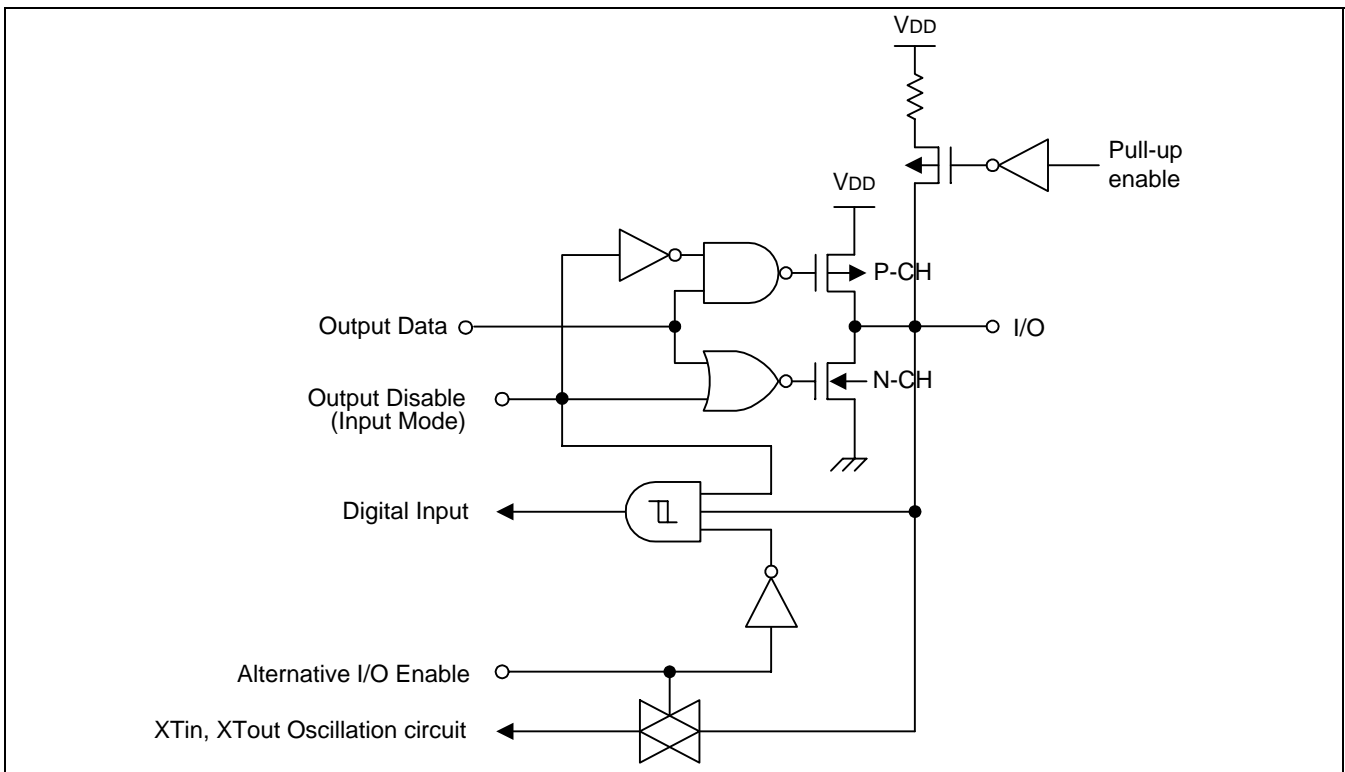 VDD
Pull-up
enable
VDD
P-CH
Output Data
I/O
N-CH
Output Disable
(Input Mode)
Digital Input
Alternative I/O Enable
XTin, XTout Oscillation circuit